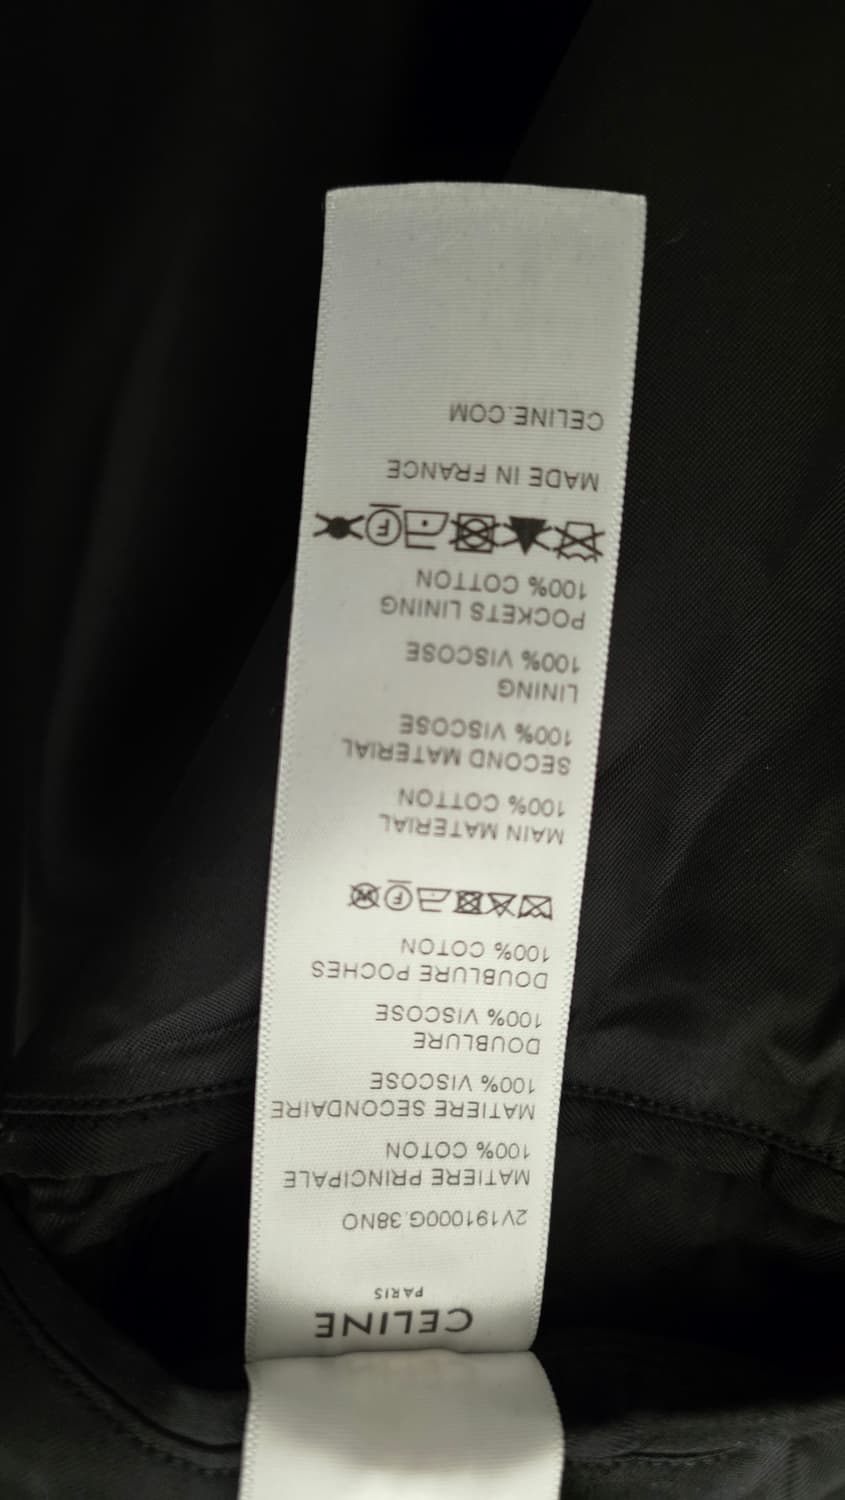 CELINE
PARIS
2V191000G.38NO
MATIERE PRINCIPALE
100% COTON
MATIERE SECONDAIRE
100% VISCOSE
DOUBLURE
100% VISCOSE
DOUBLURE POCHES
100% COTON
F W
MAIN MATERIAL
100% COTTON
SECOND MATERIAL
100% VISCOSE
LINING
100% VISCOSE
POCKETS LINING
100% COTTON
F
MADE IN FRANCE
CELINE.COM